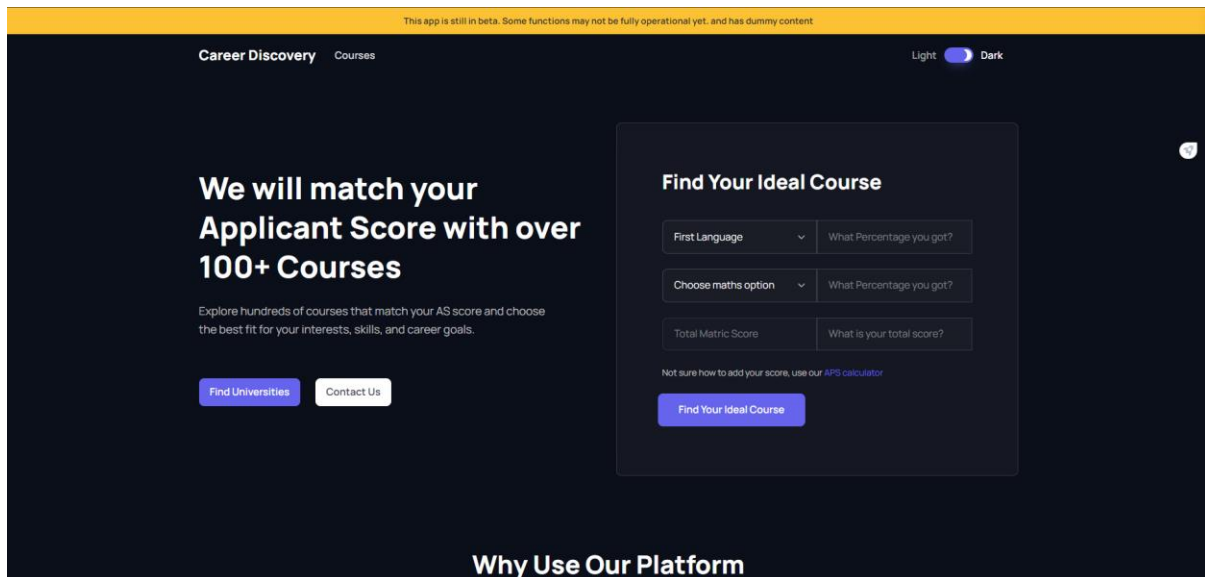 This app is still in beta. Some functions may not be fully operational yet. and has dummy content
Career Discovery
Courses
Light
Dark
We will match your
Applicant Score with over
100+ Courses
Explore hundreds of courses that match your AS score and choose
the best fit for your interests, skills, and career goals.
Find Universities
Contact Us
Find Your Ideal Course
First Language
What Percentage you got?
Choose maths option
What Percentage you got?
Total Matric Score
What is your total score?
Not sure how to add your score, use our APS calculator
Find Your Ideal Course
Why Use Our Platform